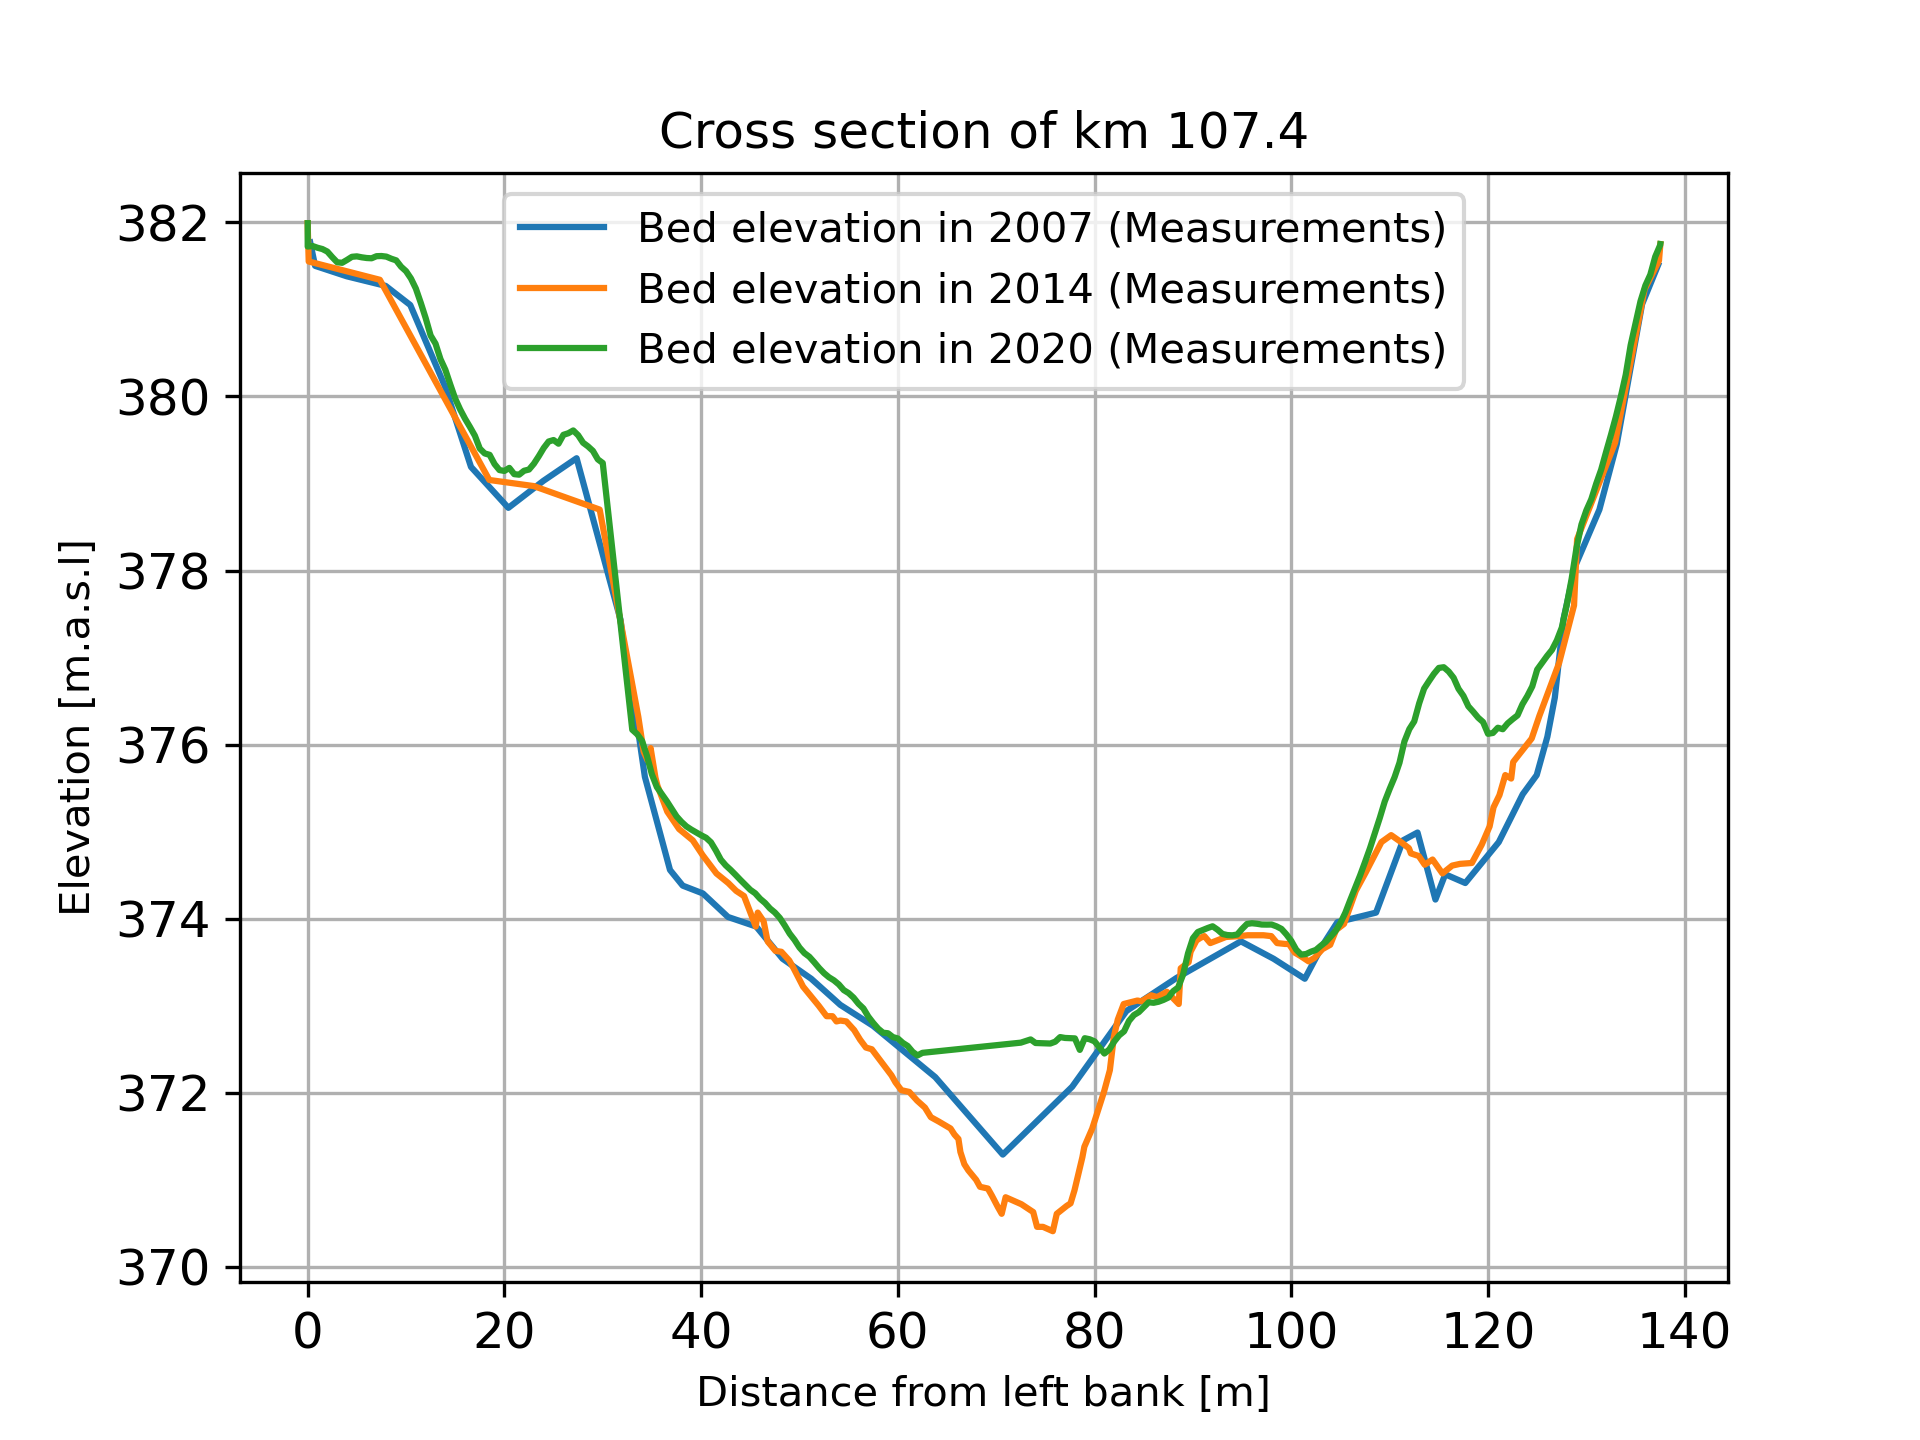 Cross section of km 107.4
Bed elevation in 2007 (Measurements)
Bed elevation in 2014 (Measurements)
Bed elevation in 2020 (Measurements)
Elevation [m.a.s.l]
382
380
378
376
374
372
370
0 20 40 60 80 100 120 140
Distance from left bank [m]